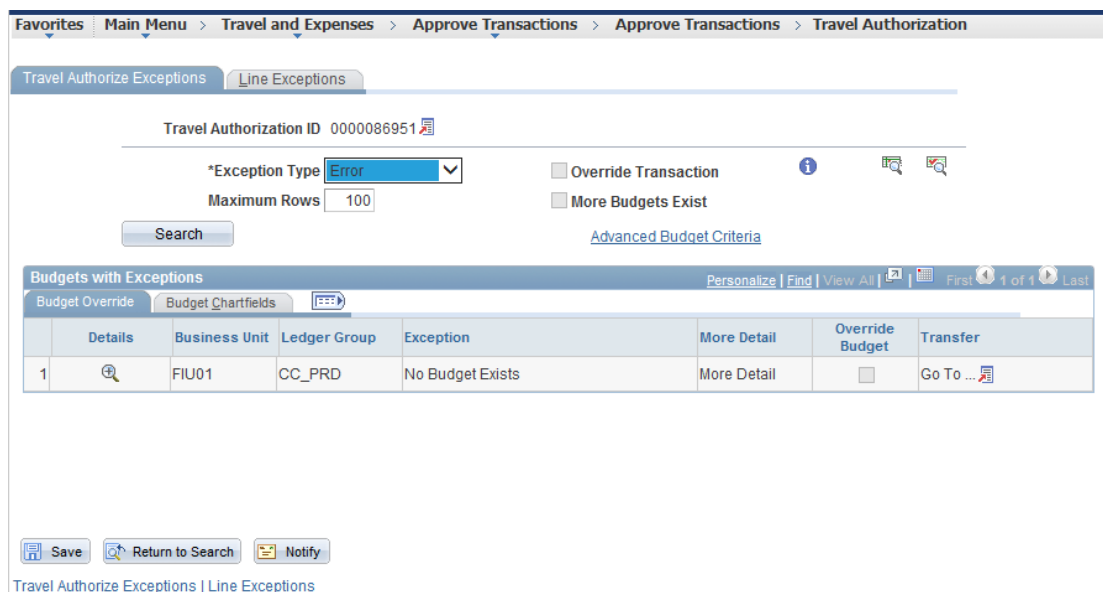 Favorites Main Menu > Travel and Expenses > Approve Transactions > Approve Transactions > Travel Authorization
Travel Authorize Exceptions Line Exceptions
Travel Authorization ID 0000086951
*Exception Type Error Override Transaction
Maximum Rows 100 More Budgets Exist
Search Advanced Budget Criteria
Budgets with Exceptions Personalize | Find | View All | | First 1 of 1 Last
Budget Override Budget Chartfields
Details Business Unit Ledger Group Exception More Detail Override Budget Transfer
1 FIU01 CC_PRD No Budget Exists More Detail Go To ...
Save Return to Search Notify
Travel Authorize Exceptions | Line Exceptions